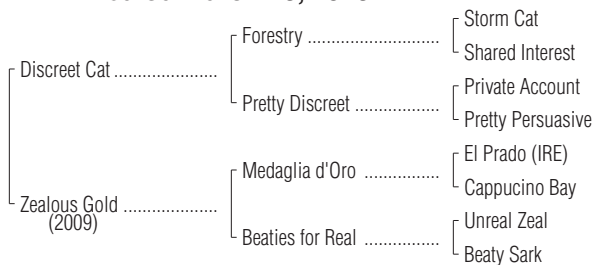 Storm Cat
Forestry ...............................
Shared Interest
Discreet Cat ........................
Private Account
Pretty Discreet ....................
Pretty Persuasive
El Prado (IRE)
Medaglia d'Oro ..................
Cappucino Bay
Zealous Gold ......................
(2009)
Unreal Zeal
Beaties for Real ..................
Beaty Sark